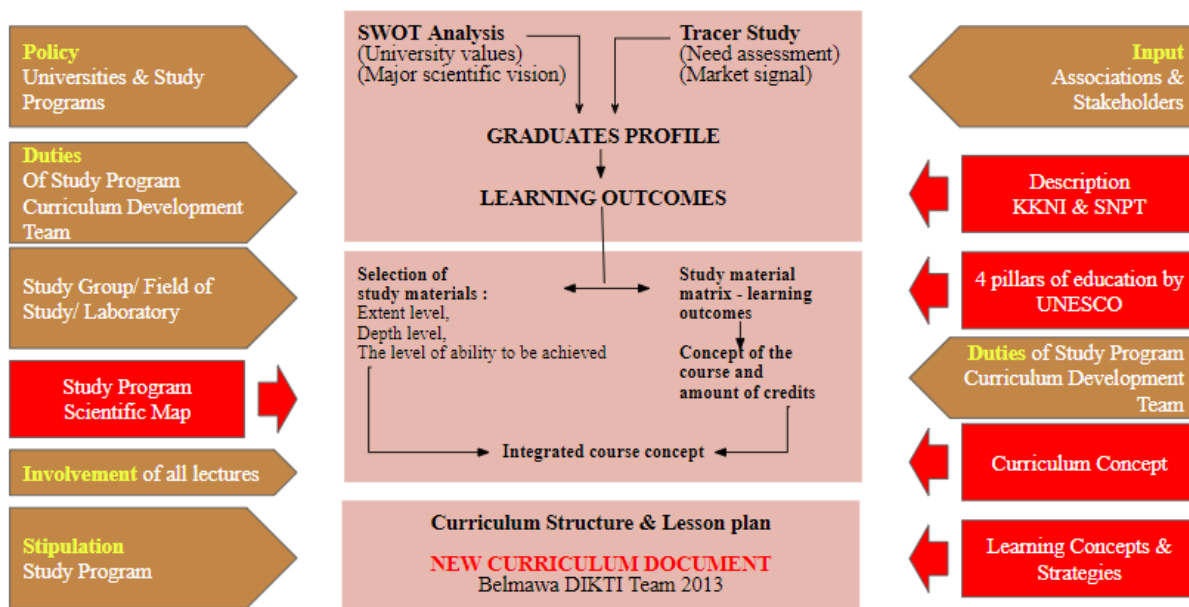 Policy
Universities & Study
Programs
Duties
Of Study Program
Curriculum Development
Team
Study Group/ Field of
Study/ Laboratory
Study Program
Scientific Map
Involvement of all lectures
Stipulation
Study Program
SWOT Analysis
(University values)
(Major scientific vision)
Tracer Study
(Need assessment)
(Market signal)
GRADUATES PROFILE
LEARNING OUTCOMES
Selection of
study materials :
Extent level,
Depth level,
The level of ability to be achieved
Study material
matrix - learning
outcomes
Concept of the
course and
amount of credits
Integrated course concept
Curriculum Structure & Lesson plan
NEW CURRICULUM DOCUMENT
Belmawa DIKTI Team 2013
Input
Associations &
Stakeholders
Description
KKNI & SNPT
4 pillars of education by
UNESCO
Duties of Study Program
Curriculum Development
Team
Curriculum Concept
Learning Concepts &
Strategies